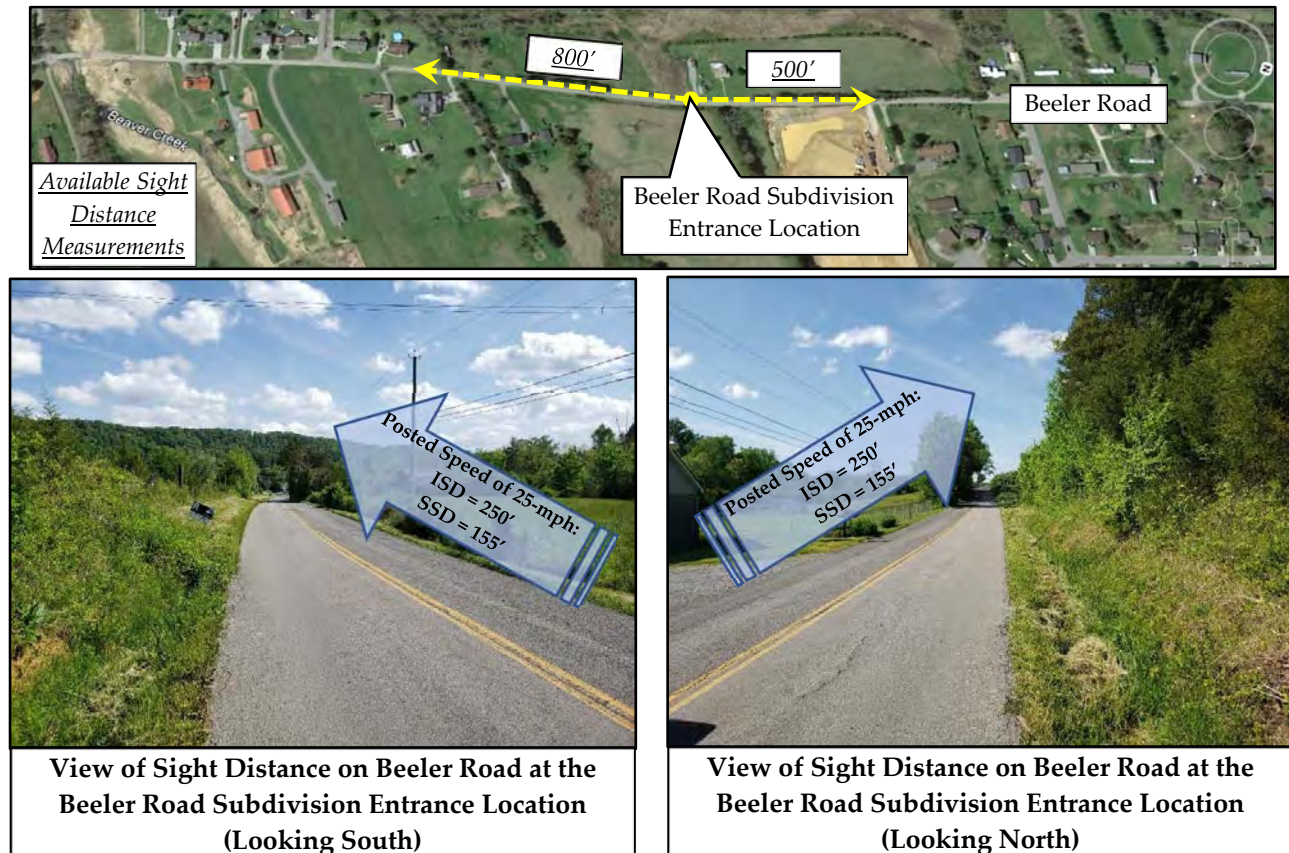 800'
500'
Beeler Road
Beaver Creek
Available Sight
Distance
Measurements
Beeler Road Subdivision
Entrance Location
N
Posted Speed of 25-mph:
ISD = 250'
SSD = 155'
Posted Speed of 25-mph:
ISD = 250'
SSD = 155'
View of Sight Distance on Beeler Road at the
Beeler Road Subdivision Entrance Location
(Looking South)
View of Sight Distance on Beeler Road at the
Beeler Road Subdivision Entrance Location
(Looking North)